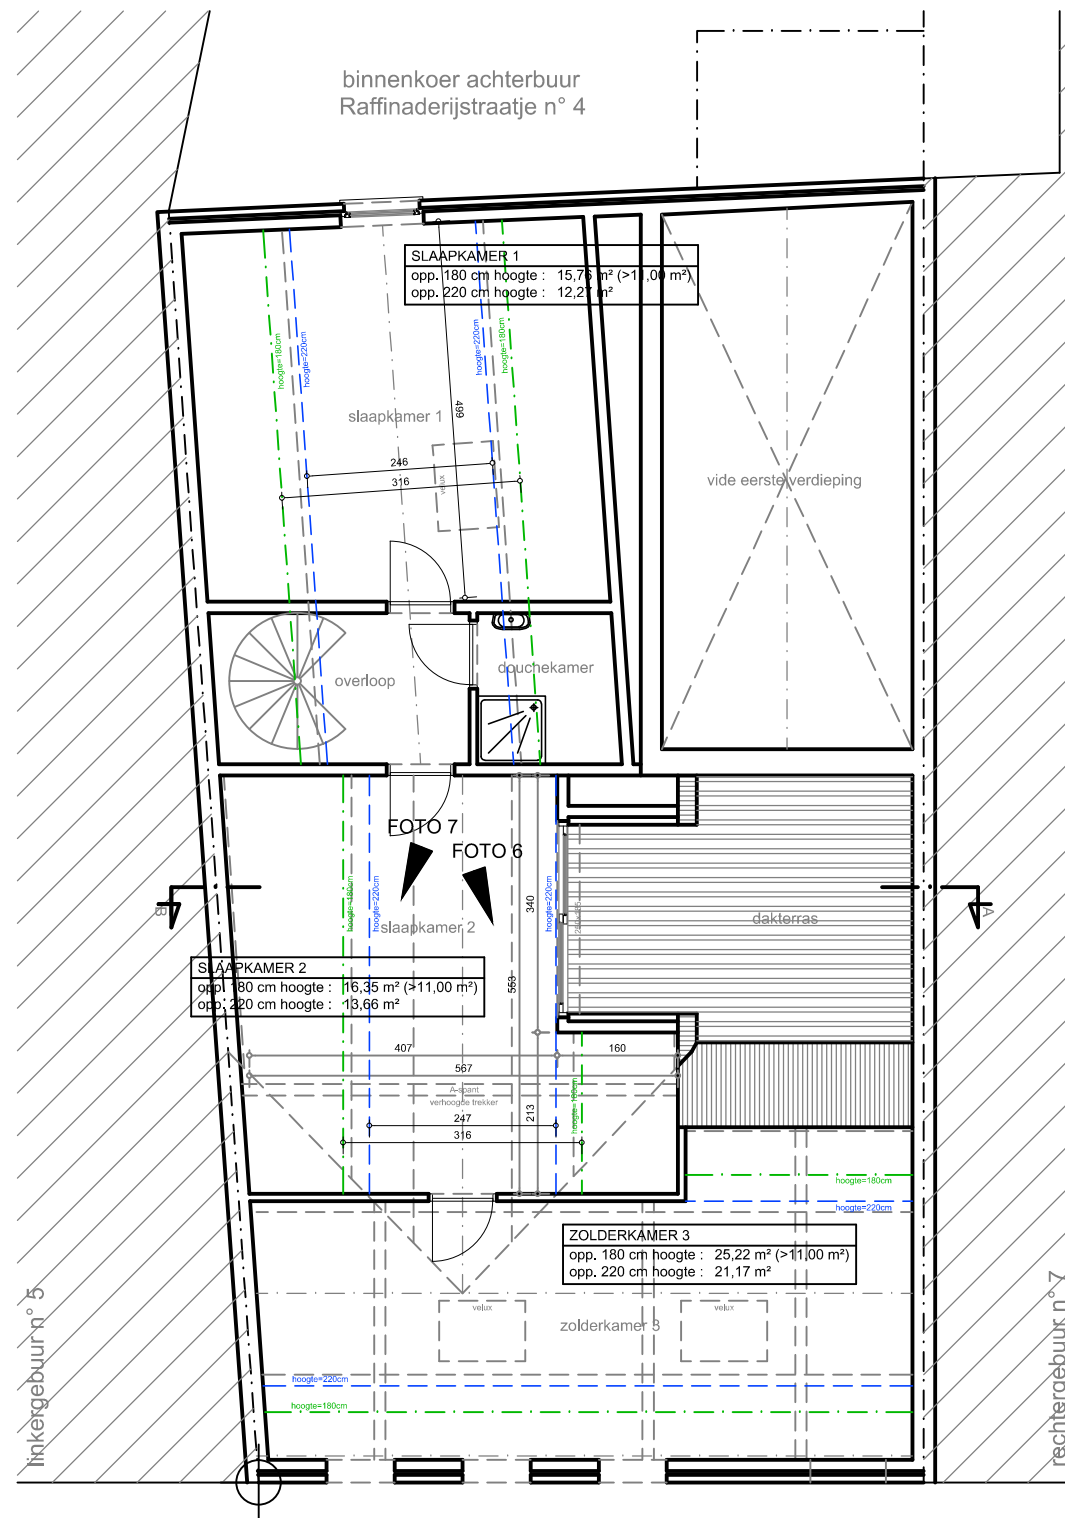 binnenkoer achterbuur
Raffinaderijstraatje n° 4
SLAAPKAMER 1
opp. 180 cm hoogte : 15,76 m² (>11,00 m²)
opp. 220 cm hoogte : 12,27 m²
hoogte=180cm
hoogte=220cm
hoogte=220cm
hoogte=180cm
slaapkamer 1
499
246
316
velux
vide eerste verdieping
overloop
douchekamer
FOTO 7
FOTO 6
hoogte=180cm
hoogte=220cm
hoogte=220cm
340
553
B
A
slaapkamer 2
dakterras
SLAAPKAMER 2
opp. 180 cm hoogte : 16,35 m² (>11,00 m²)
opp. 220 cm hoogte : 13,66 m²
407
160
567
A-spant
verhoogde trekker
hoogte=180cm
213
247
316
hoogte=180cm
hoogte=220cm
ZOLDERKAMER 3
opp. 180 cm hoogte : 25,22 m² (>11,00 m²)
opp. 220 cm hoogte : 21,17 m²
velux
velux
zolderkamer 3
hoogte=220cm
hoogte=180cm
linkergebuur n° 5
rechtergebuur n° 7